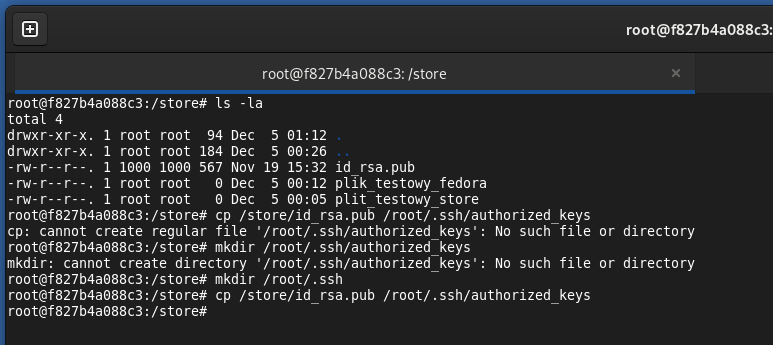 root@f827b4a088c3:
root@f827b4a088c3: /store
root@f827b4a088c3:/store# ls -la
total 4
drwxr-xr-x. 1 root root  94 Dec  5 01:12 .
drwxr-xr-x. 1 root root 184 Dec  5 00:26 ..
-rw-r--r--. 1 1000 1000 567 Nov 19 15:32 id_rsa.pub
-rw-r--r--. 1 root root   0 Dec  5 00:12 plik_testowy_fedora
-rw-r--r--. 1 root root   0 Dec  5 00:05 plit_testowy_store
root@f827b4a088c3:/store# cp /store/id_rsa.pub /root/.ssh/authorized_keys
cp: cannot create regular file '/root/.ssh/authorized_keys': No such file or directory
root@f827b4a088c3:/store# mkdir /root/.ssh/authorized_keys
mkdir: cannot create directory '/root/.ssh/authorized_keys': No such file or directory
root@f827b4a088c3:/store# mkdir /root/.ssh
root@f827b4a088c3:/store# cp /store/id_rsa.pub /root/.ssh/authorized_keys
root@f827b4a088c3:/store#